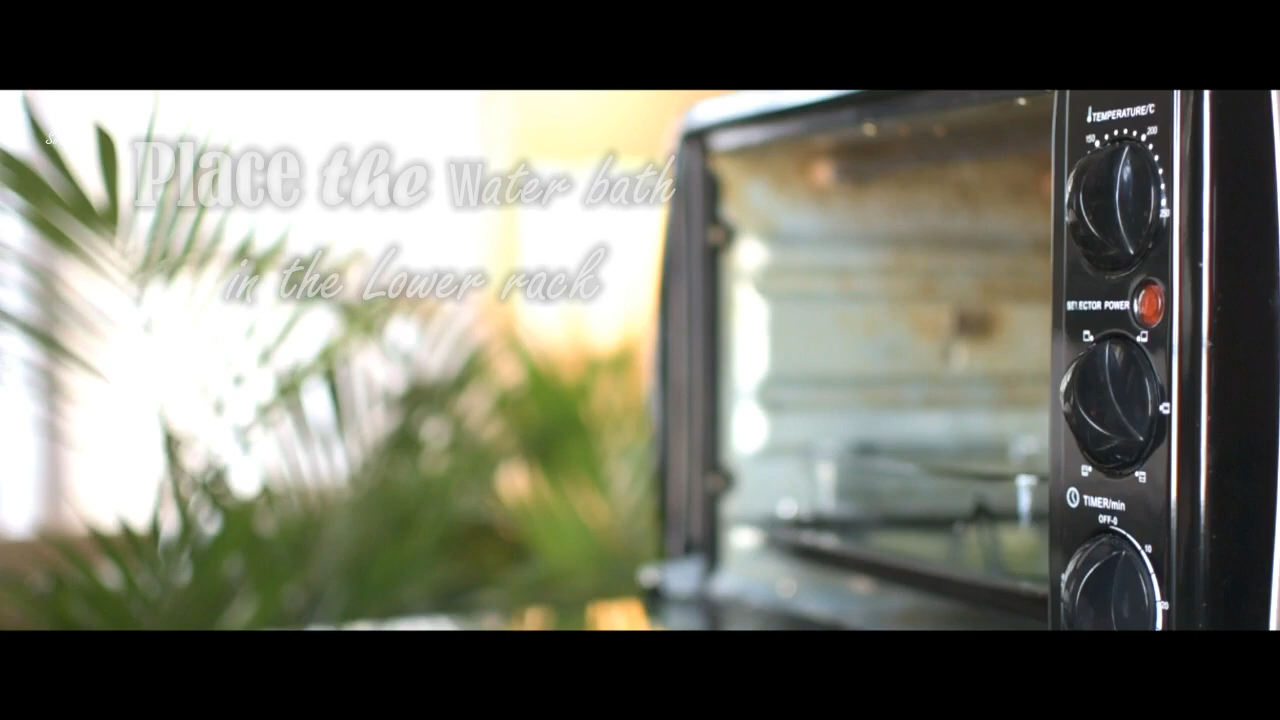 Place the Water bath
in the Lower rack
TEMPERATURE/°C
150
200
250
SELECTOR POWER
TIMER/min
OFF-0
10